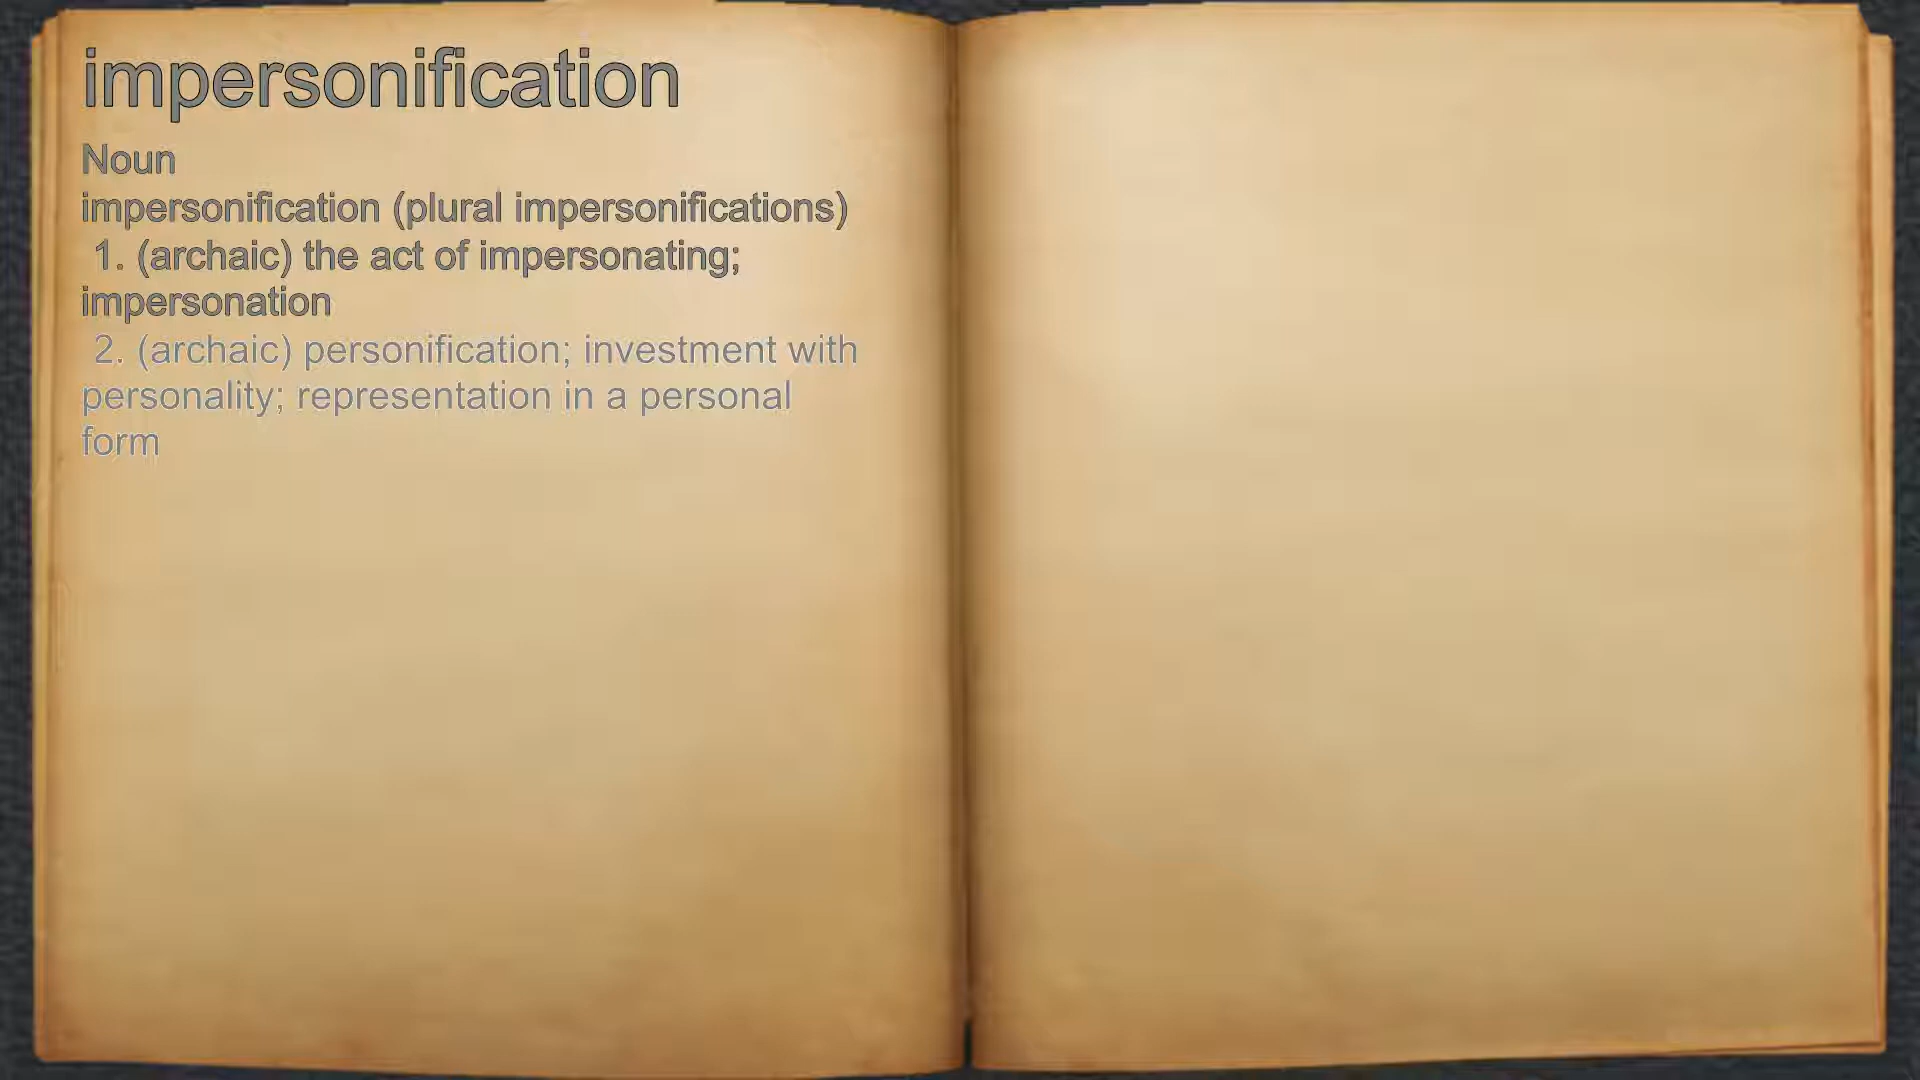 impersonification
Noun
impersonification (plural impersonifications)
1. (archaic) the act of impersonating;
impersonation
2. (archaic) personification; investment with
personality; representation in a personal
form